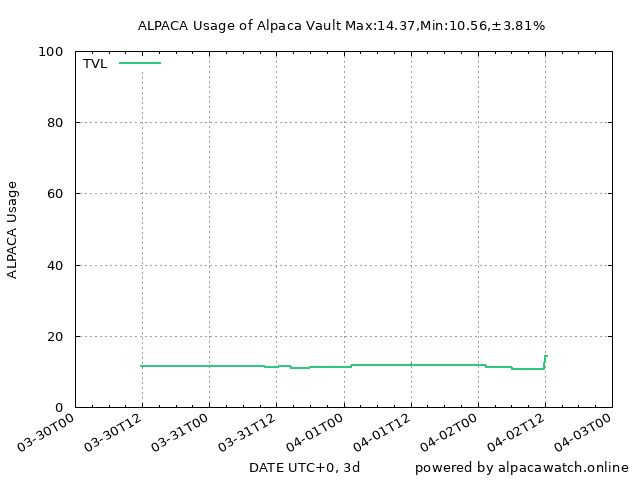 ALPACA Usage of Alpaca Vault Max:14.37,Min:10.56,±3.81%
TVL
ALPACA Usage
100
80
60
40
20
0
03-30T00
03-30T12
03-31T00
03-31T12
04-01T00
04-01T12
04-02T00
04-02T12
04-03T00
DATE UTC+0, 3d
powered by alpacawatch.online